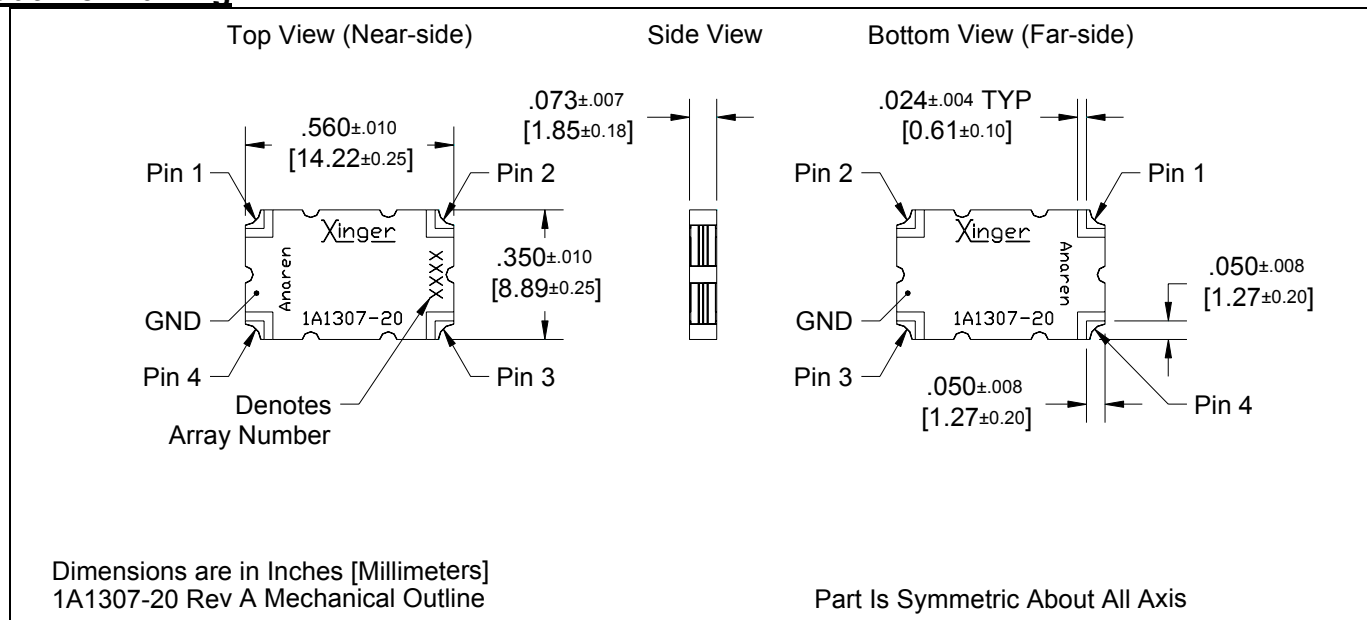 Top View (Near-side)
Side View
Bottom View (Far-side)
.560±.010
[14.22±0.25]
.073±.007
[1.85±0.18]
.024±.004 TYP
[0.61±0.10]
Pin 1
Pin 2
Pin 2
Pin 1
Xinger
Anaren
XXXX
1A1307-20
.350±.010
[8.89±0.25]
Xinger
Anaren
1A1307-20
.050±.008
[1.27±0.20]
GND
GND
Pin 4
Pin 3
Pin 3
Denotes
Array Number
.050±.008
[1.27±0.20]
Pin 4
Dimensions are in Inches [Millimeters]
1A1307-20 Rev A Mechanical Outline
Part Is Symmetric About All Axis